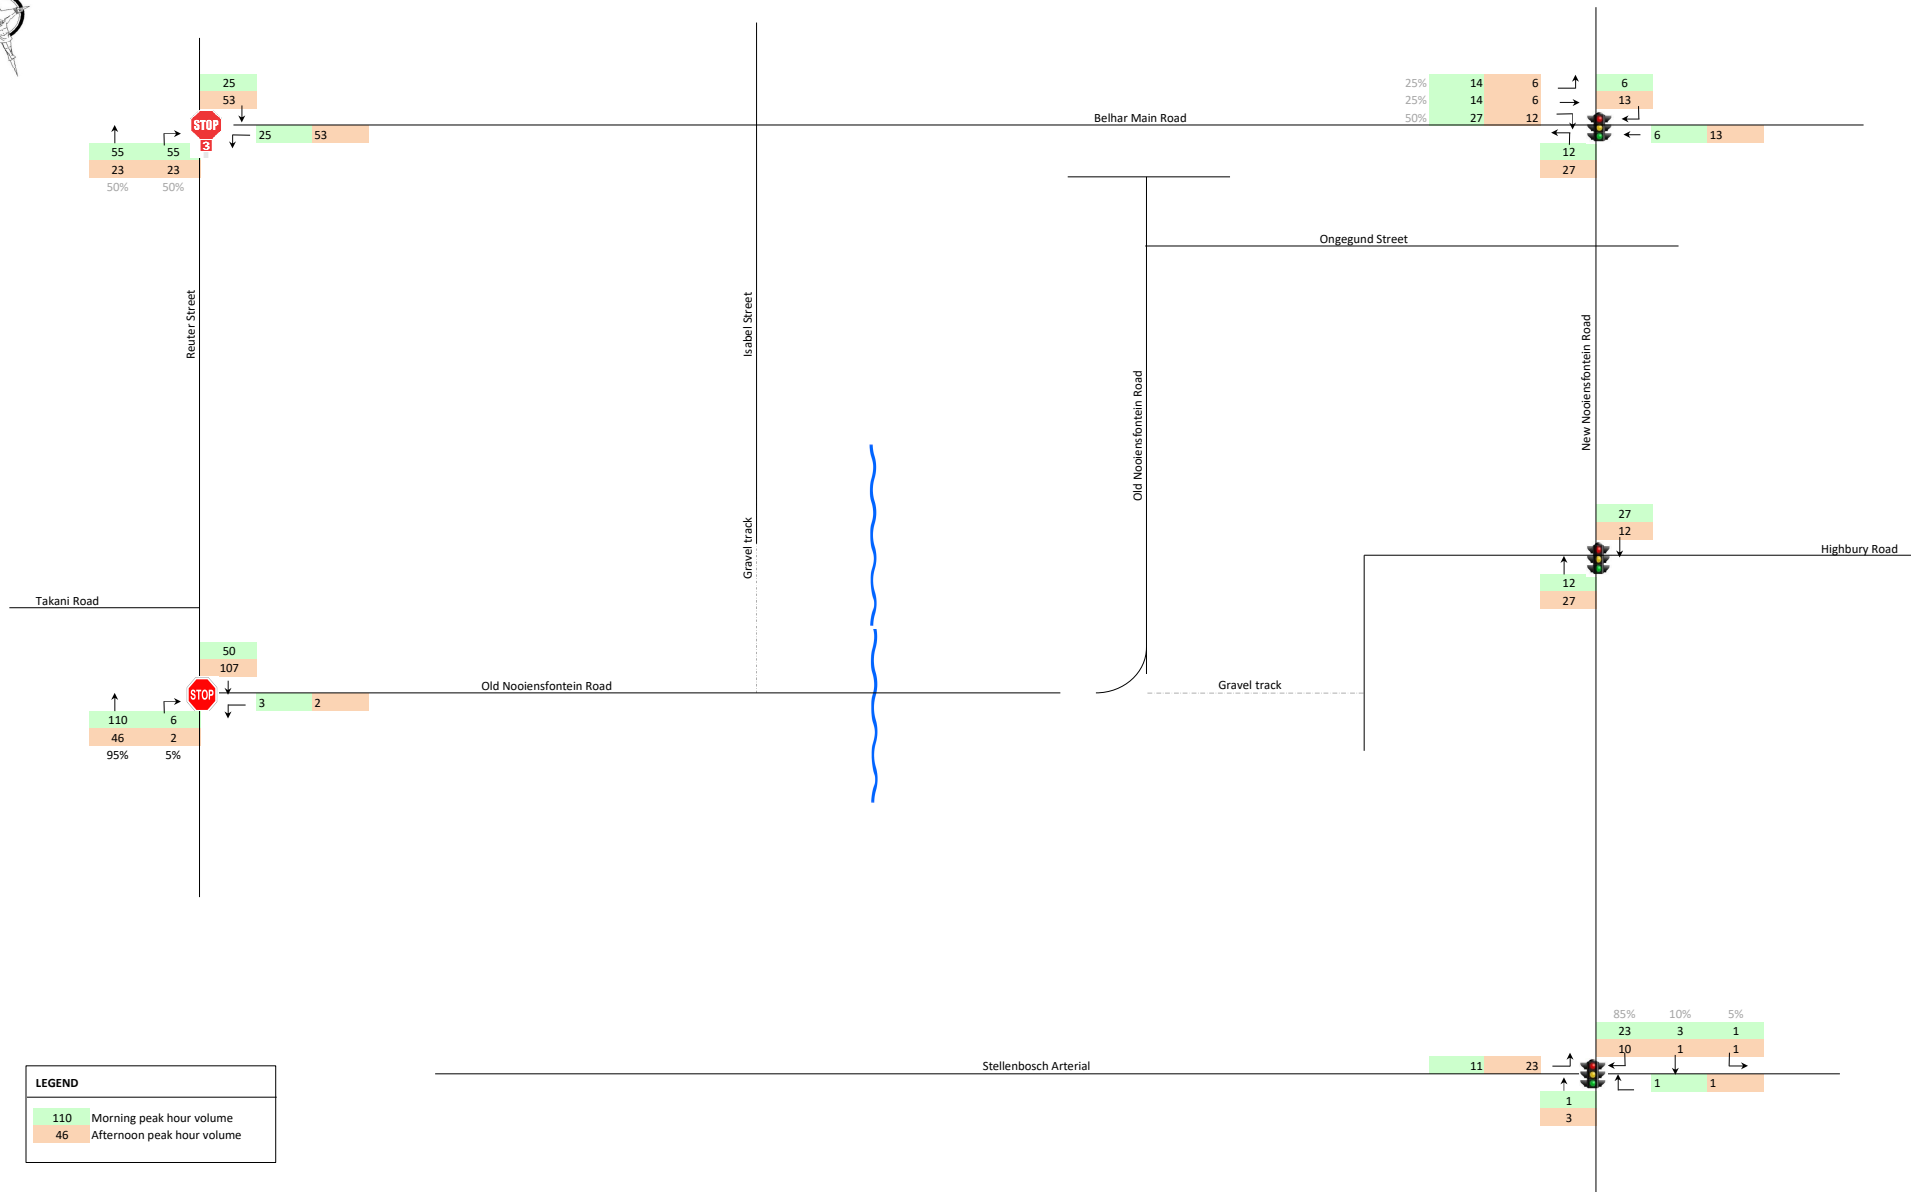 25
53
STOP
3
25 53
55 55
23 23
50% 50%
Belhar Main Road
25% 14 6
25% 14 6
50% 27 12
6
13
6 13
12
27
Ongegund Street
Reuter Street
Isabel Street
Old Nooiensfontein Road
New Nooiensfontein Road
Gravel track
27
12
Highbury Road
12
27
Takani Road
50
107
STOP
3 2
110 6
46 2
95% 5%
Old Nooiensfontein Road
Gravel track
85% 10% 5%
23 3 1
10 1 1
Stellenbosch Arterial
11 23
1 1
1
3
LEGEND
110 Morning peak hour volume
46 Afternoon peak hour volume